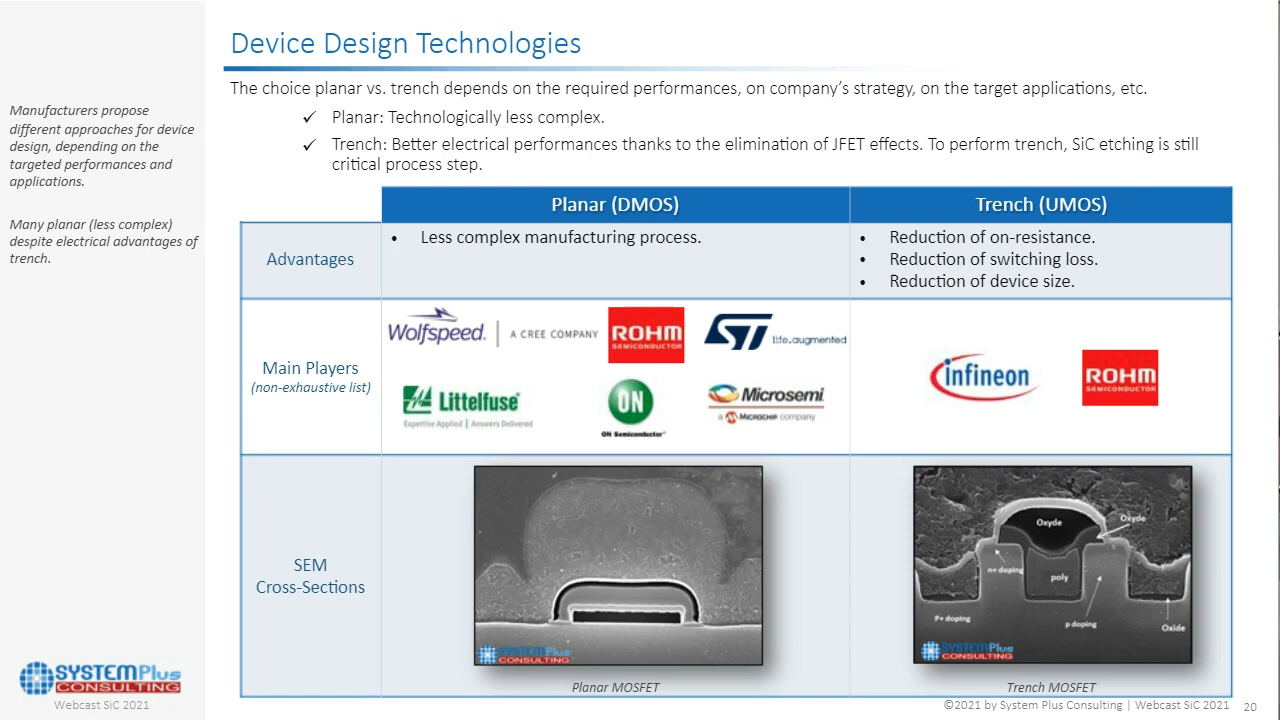 Device Design Technologies
The choice planar vs. trench depends on the required performances, on company's strategy, on the target applications, etc.
✓ Planar: Technologically less complex.
✓ Trench: Better electrical performances thanks to the elimination of JFET effects. To perform trench, SiC etching is still
critical process step.
Manufacturers propose
different approaches for device
design, depending on the
targeted performances and
applications.
Many planar (less complex)
despite electrical advantages of
trench.
Planar (DMOS)
Trench (UMOS)
Advantages
• Less complex manufacturing process.
• Reduction of on-resistance.
• Reduction of switching loss.
• Reduction of device size.
Main Players
(non-exhaustive list)
Wolfspeed. | A CREE COMPANY
ROHM
SEMICONDUCTOR
ST life.augmented
Littelfuse®
Expertise Applied | Answers Delivered
ON
ON Semiconductor®
Microsemi
a MICROCHIP company
infineon
ROHM
SEMICONDUCTOR
SEM
Cross-Sections
SYSTEMPlus
CONSULTING
Planar MOSFET
Oxyde
Oxyde
n+ doping
poly
P+ doping
p doping
Oxide
SYSTEMPlus
CONSULTING
Trench MOSFET
SYSTEMPlus
CONSULTING
Webcast SiC 2021
©2021 by System Plus Consulting | Webcast SiC 2021
20